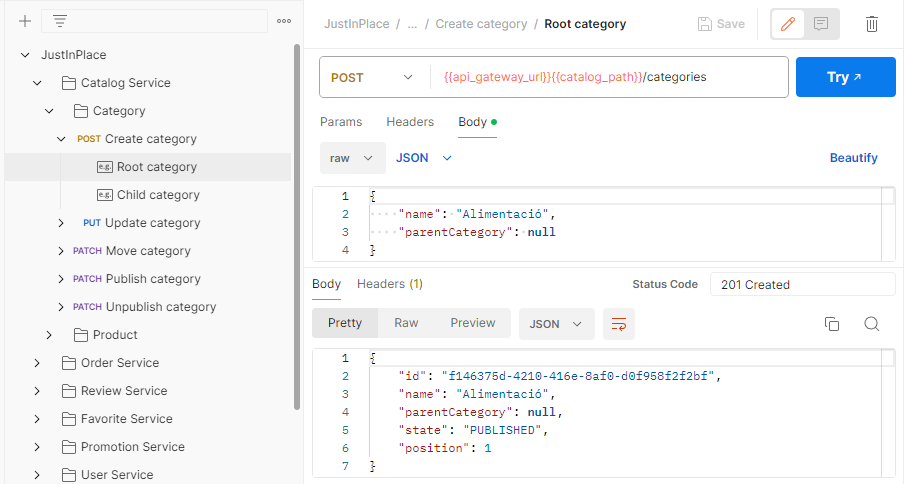 JustInPlace
Catalog Service
Category
POST Create category
e.g. Root category
e.g. Child category
PUT Update category
PATCH Move category
PATCH Publish category
PATCH Unpublish category
Product
Order Service
Review Service
Favorite Service
Promotion Service
User Service
JustInPlace / ... / Create category / Root category
Save
POST {{api_gateway_url}}{{catalog_path}}/categories
Try ↗
Params Headers Body
raw JSON Beautify
1 {
2 "name": "Alimentació",
3 "parentCategory": null
4 }
Body Headers (1) Status Code 201 Created
Pretty Raw Preview JSON
1 {
2 "id": "f146375d-4210-416e-8af0-d0f958f2f2bf",
3 "name": "Alimentació",
4 "parentCategory": null,
5 "state": "PUBLISHED",
6 "position": 1
7 }